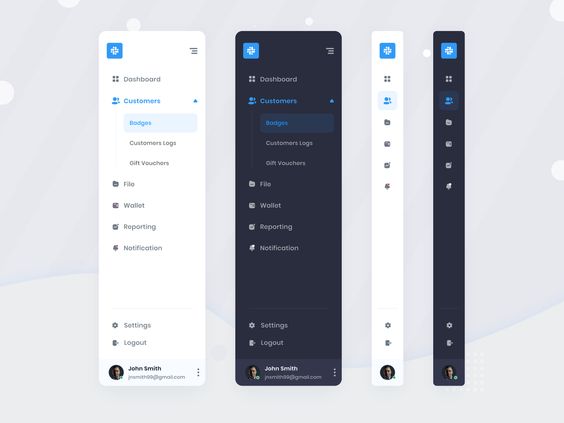 Dashboard
Customers
Badges
Customers Logs
Gift Vouchers
File
Wallet
Reporting
Notification
Settings
Logout
John Smith
jnsmith99@gmail.com
Dashboard
Customers
Badges
Customers Logs
Gift Vouchers
File
Wallet
Reporting
Notification
Settings
Logout
John Smith
jnsmith99@gmail.com